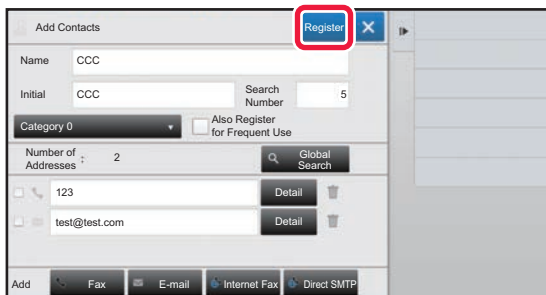 Add Contacts
Register
Name
CCC
Initial
CCC
Search
Number
5
Category 0
Also Register
for Frequent Use
Number of
Addresses : 2
Global
Search
123
Detail
test@test.com
Detail
Add
Fax
E-mail
Internet Fax
Direct SMTP